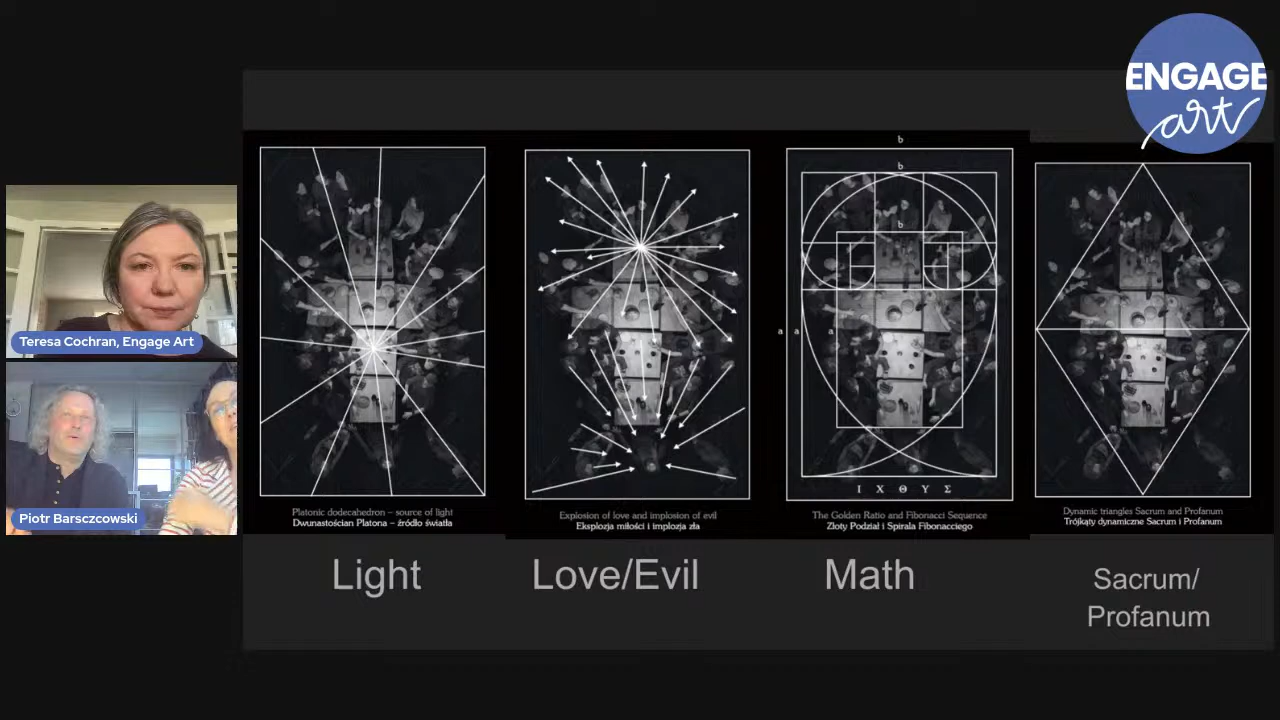 ENGAGE
art
Teresa Cochran, Engage Art
Piotr Barsczcowski
Platonic dodecahedron – source of light
Dwunastościan Platona – źródło światła
Explosion of love and implosion of evil
Eksplozja miłości i implozja zła
b
b
b
a a a
Ι Χ Θ Υ Σ
The Golden Ratio and Fibonacci Sequence
Złoty Podział i Spirala Fibonacciego
Dynamic triangles Sacrum and Profanum
Trójkąty dynamiczne Sacrum i Profanum
Light
Love/Evil
Math
Sacrum/
Profanum